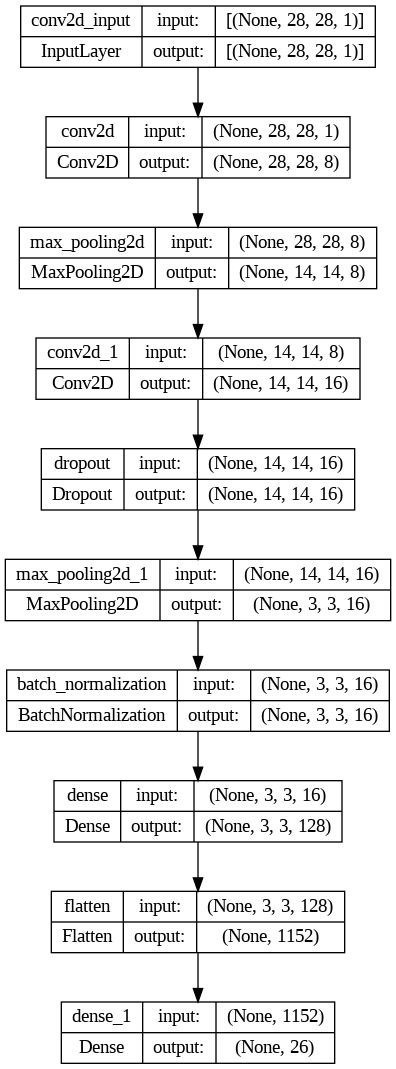 conv2d_input input: [(None, 28, 28, 1)]
InputLayer output: [(None, 28, 28, 1)]
conv2d input: (None, 28, 28, 1)
Conv2D output: (None, 28, 28, 8)
max_pooling2d input: (None, 28, 28, 8)
MaxPooling2D output: (None, 14, 14, 8)
conv2d_1 input: (None, 14, 14, 8)
Conv2D output: (None, 14, 14, 16)
dropout input: (None, 14, 14, 16)
Dropout output: (None, 14, 14, 16)
max_pooling2d_1 input: (None, 14, 14, 16)
MaxPooling2D output: (None, 3, 3, 16)
batch_normalization input: (None, 3, 3, 16)
BatchNormalization output: (None, 3, 3, 16)
dense input: (None, 3, 3, 16)
Dense output: (None, 3, 3, 128)
flatten input: (None, 3, 3, 128)
Flatten output: (None, 1152)
dense_1 input: (None, 1152)
Dense output: (None, 26)